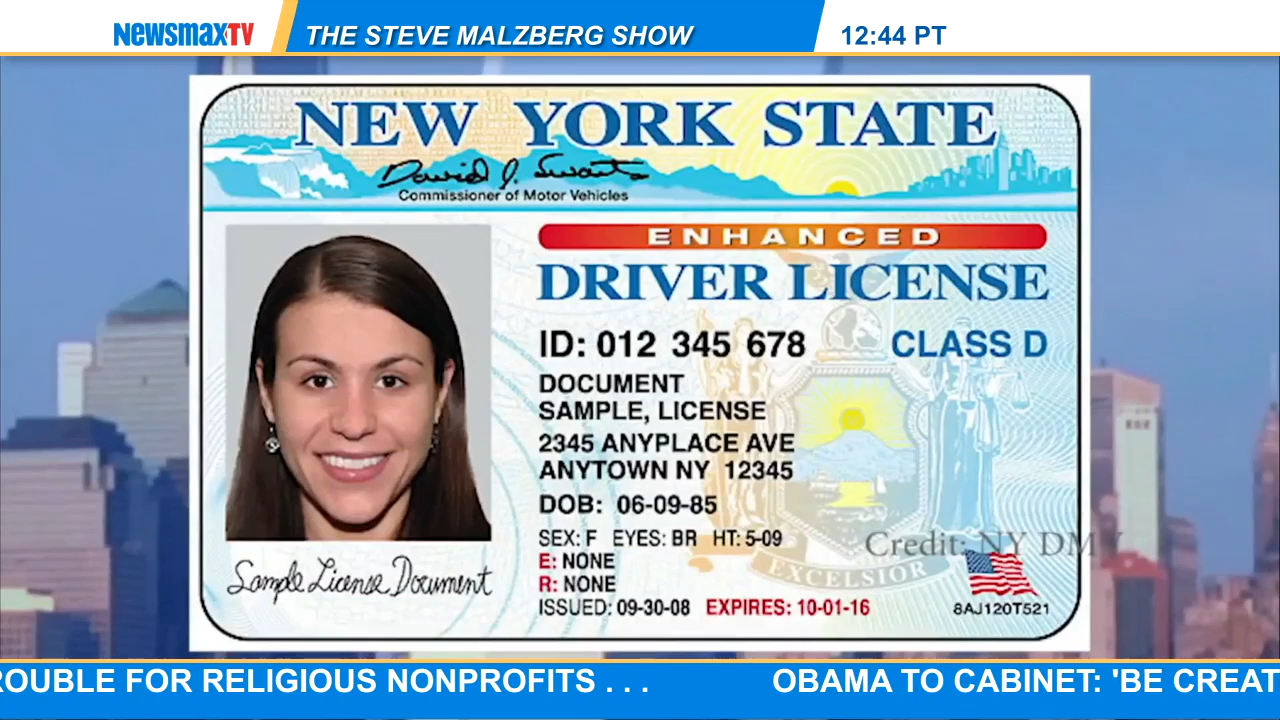 NEWSMAXTV
THE STEVE MALZBERG SHOW
12:44 PT
NEW YORK STATE
David J. Swarts
Commissioner of Motor Vehicles
ENHANCED
DRIVER LICENSE
ID: 012 345 678 CLASS D
DOCUMENT
SAMPLE, LICENSE
2345 ANYPLACE AVE
ANYTOWN NY 12345
DOB: 06-09-85
SEX: F EYES: BR HT: 5-09
Credit: NY DMV
E: NONE
EXCELSIOR
R: NONE
Sample License Document
ISSUED: 09-30-08 EXPIRES: 10-01-16
8AJ120T521
ROUBLE FOR RELIGIOUS NONPROFITS . . .
OBAMA TO CABINET: 'BE CREAT